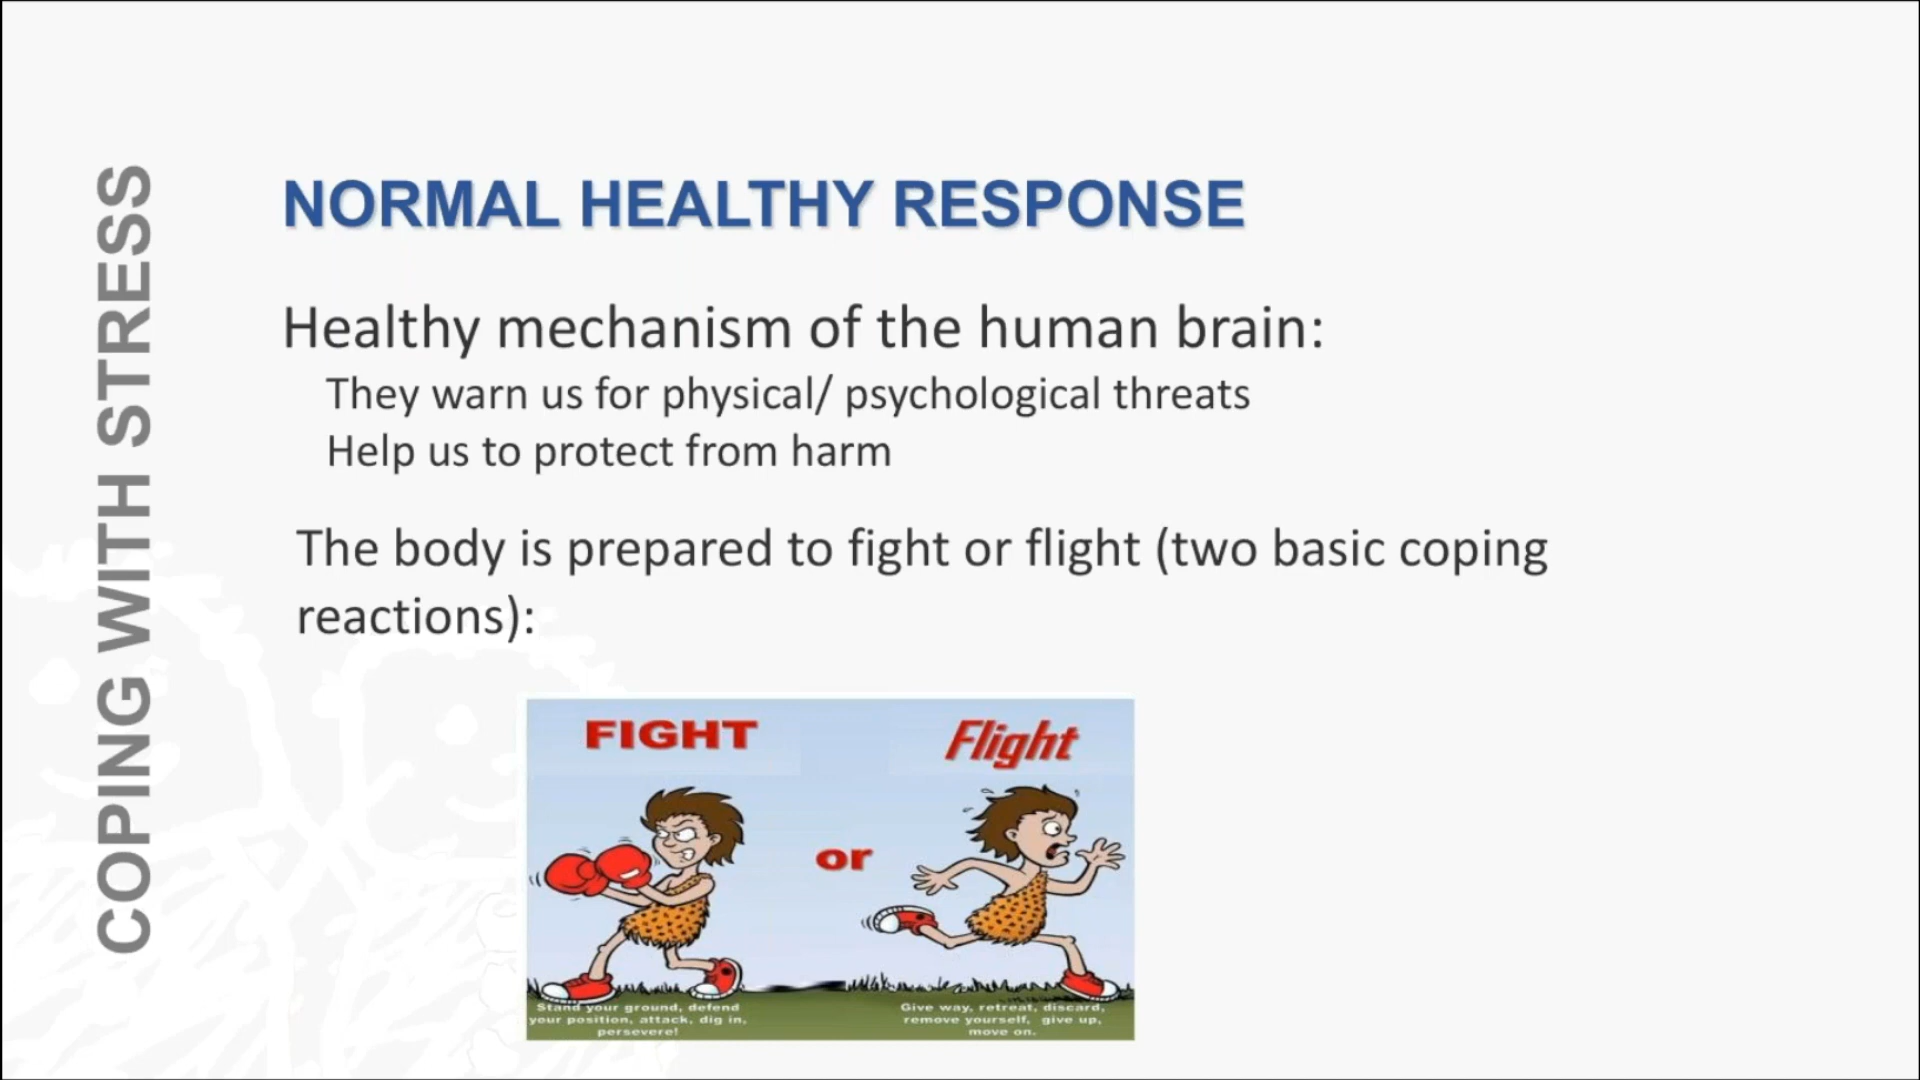 COPING WITH STRESS
NORMAL HEALTHY RESPONSE
Healthy mechanism of the human brain:
They warn us for physical/ psychological threats
Help us to protect from harm
The body is prepared to fight or flight (two basic coping
reactions):
FIGHT
Flight
or
Stand your ground, defend
your position, attack, dig in,
persevere!
Give way, retreat, discard,
remove yourself, give up,
move on.